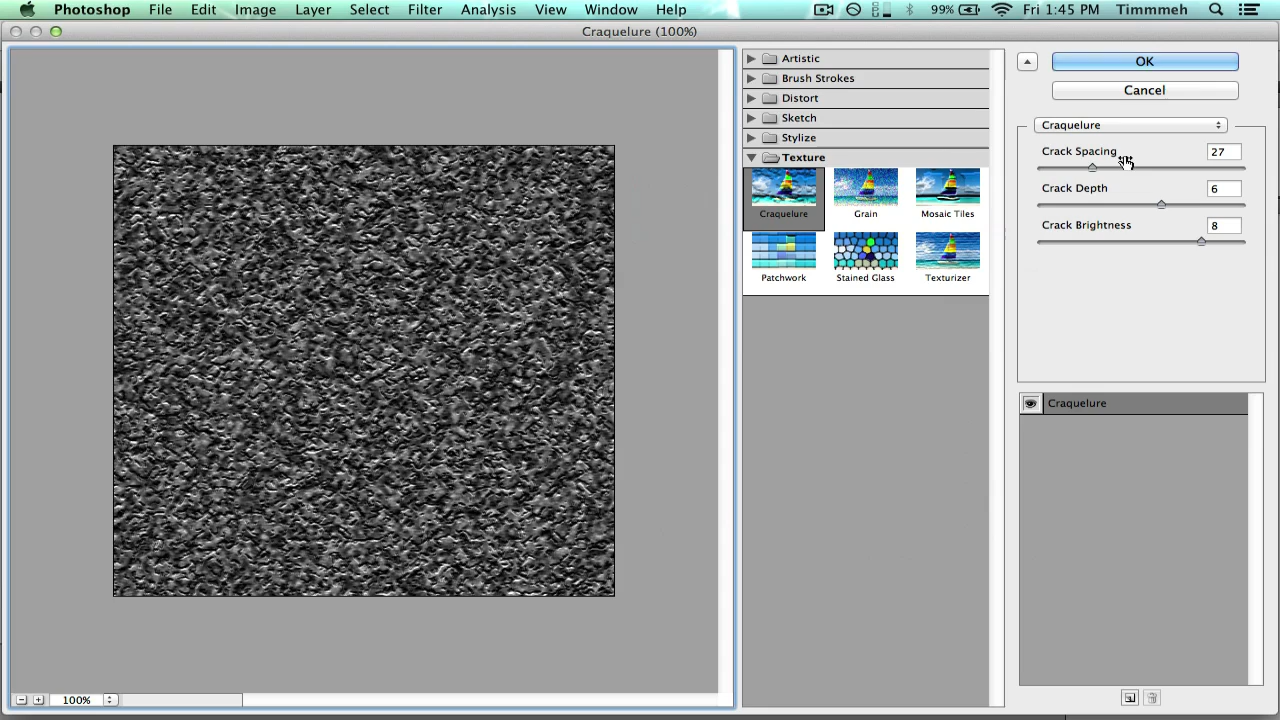 Photoshop File Edit Image Layer Select Filter Analysis View Window Help 99% Fri 1:45 PM Timmmeh
Craquelure (100%)
Artistic
Brush Strokes
Distort
Sketch
Stylize
Texture
Craquelure Grain Mosaic Tiles
Patchwork Stained Glass Texturizer
OK
Cancel
Craquelure
Crack Spacing 27
Crack Depth 6
Crack Brightness 8
Craquelure
100%